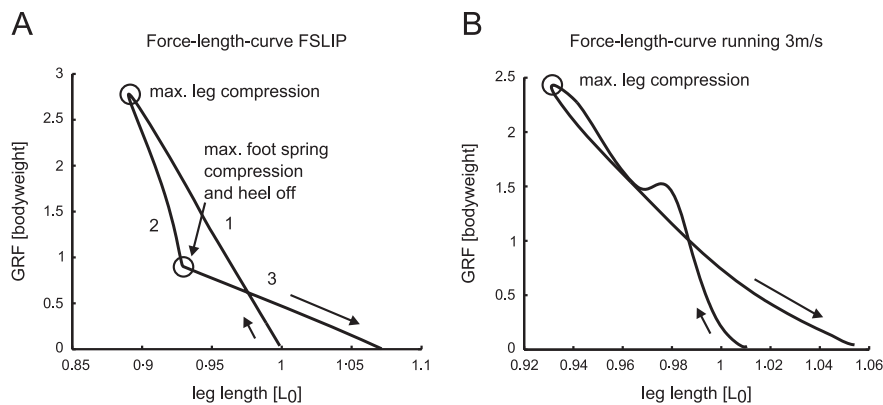 A
Force-length-curve FSLIP
GRF [bodyweight]
3
2.5
2
1.5
1
0.5
0
max. leg compression
max. foot spring
compression
and heel off
1
2
3
0.85
0·9
0.95
1
1·05
1.1
leg length [L0]
B
Force-length-curve running 3m/s
GRF [bodyweight]
2.5
2
1.5
1
0.5
0
max. leg compression
0.92
0.94
0.96
0.98
1
1·02
1.04
1.06
leg length [L0]